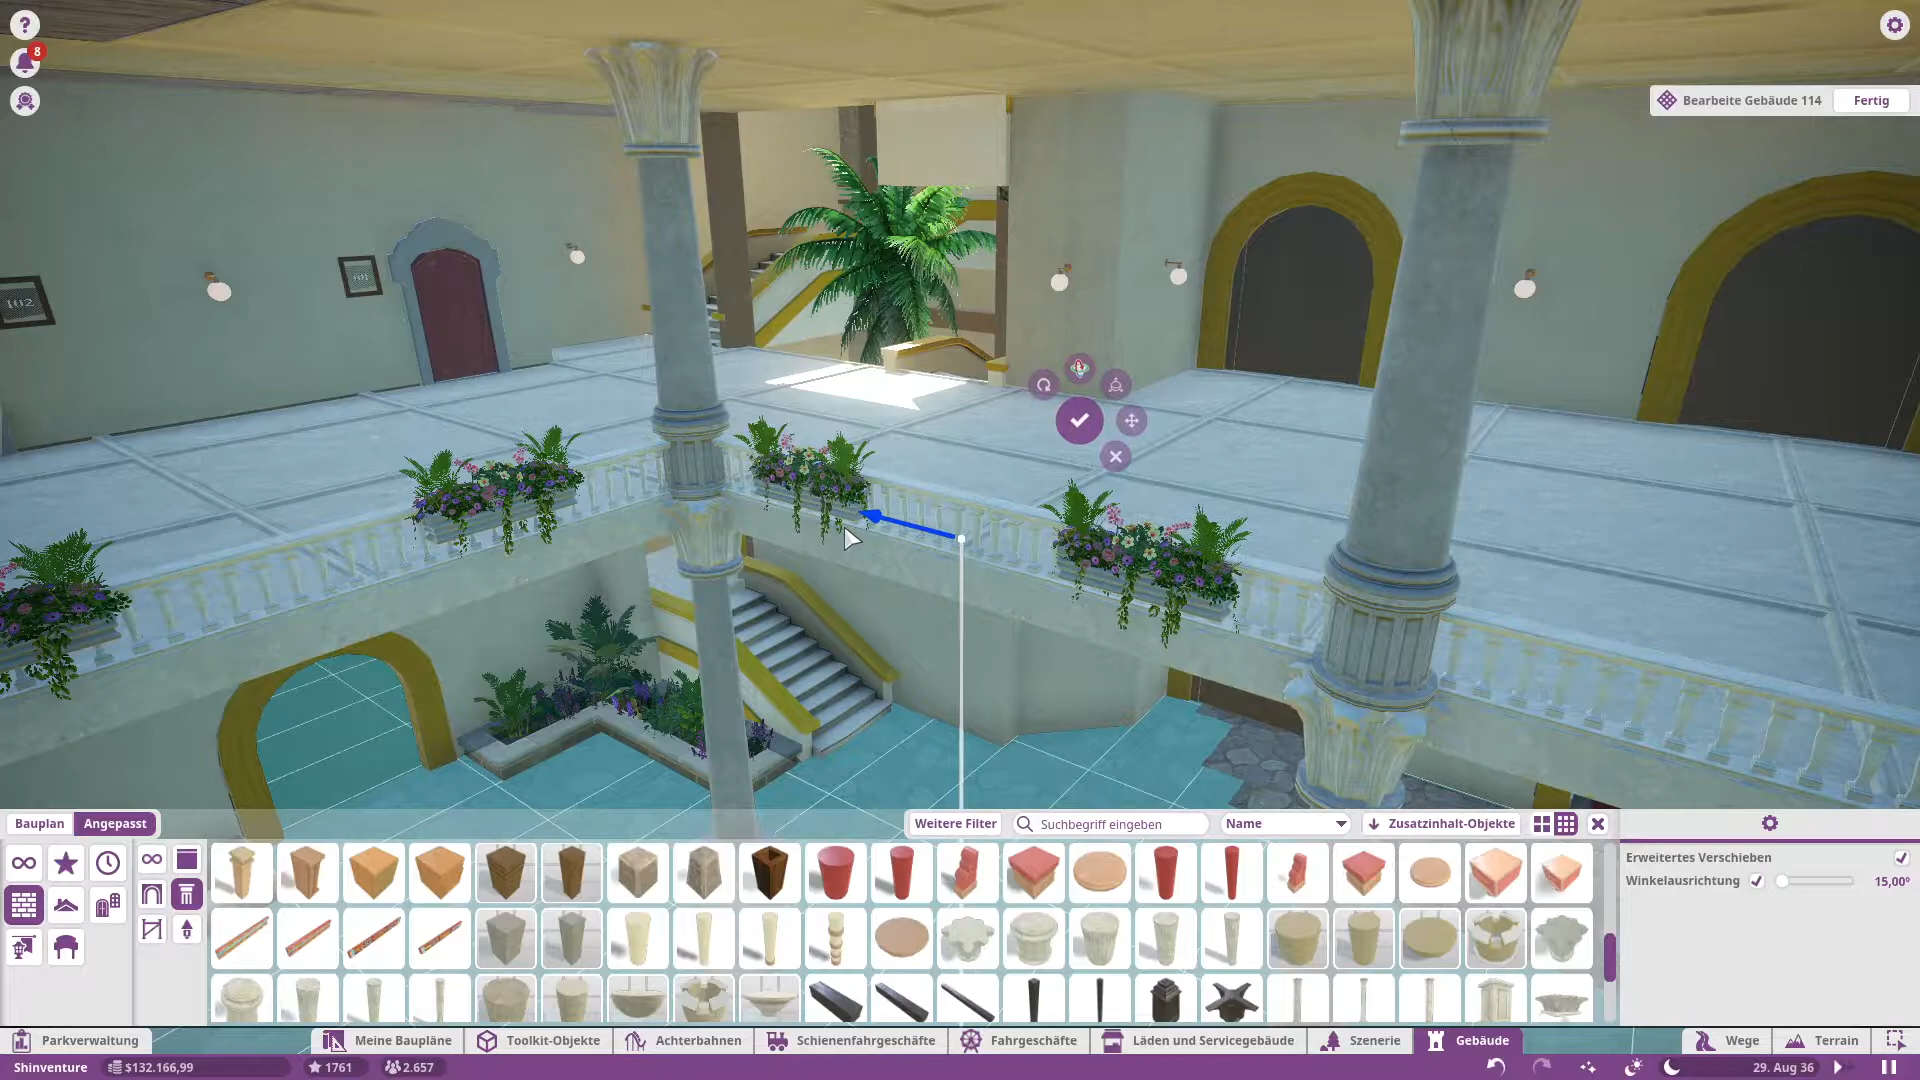 ?
8
Bearbeite Gebäude 114
Fertig
102
101
Bauplan
Angepasst
Weitere Filter
Suchbegriff eingeben
Name
Zusatzinhalt-Objekte
Erweitertes Verschieben
Winkelausrichtung
15,00°
Parkverwaltung
Meine Baupläne
Toolkit-Objekte
Achterbahnen
Schienenfahrgeschäfte
Fahrgeschäfte
Läden und Servicegebäude
Szenerie
Gebäude
Wege
Terrain
Shinventure
$132.166,99
1761
2.657
29. Aug 36